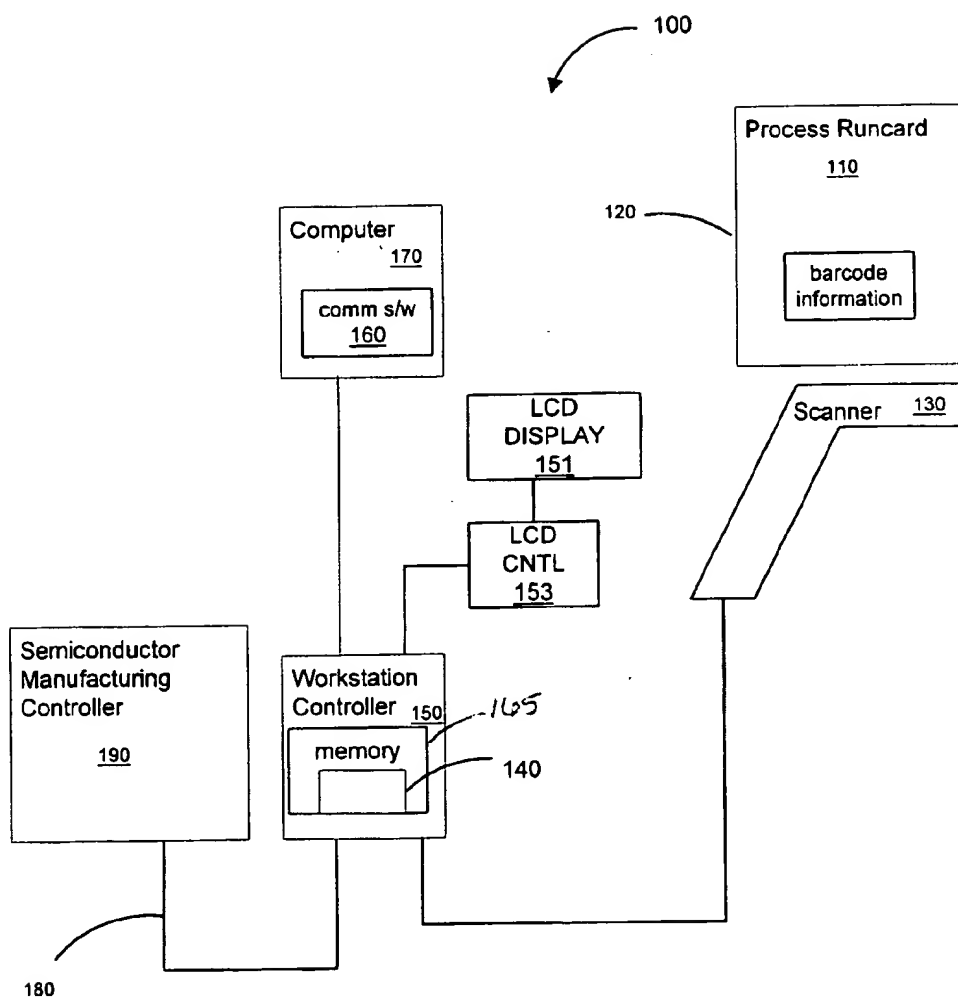 100
Process Runcard
110
120
barcode
information
Computer
170
comm s/w
160
LCD
DISPLAY
151
Scanner 130
LCD
CNTL
153
Semiconductor
Manufacturing
Controller
190
Workstation
Controller
150
165
memory
140
180